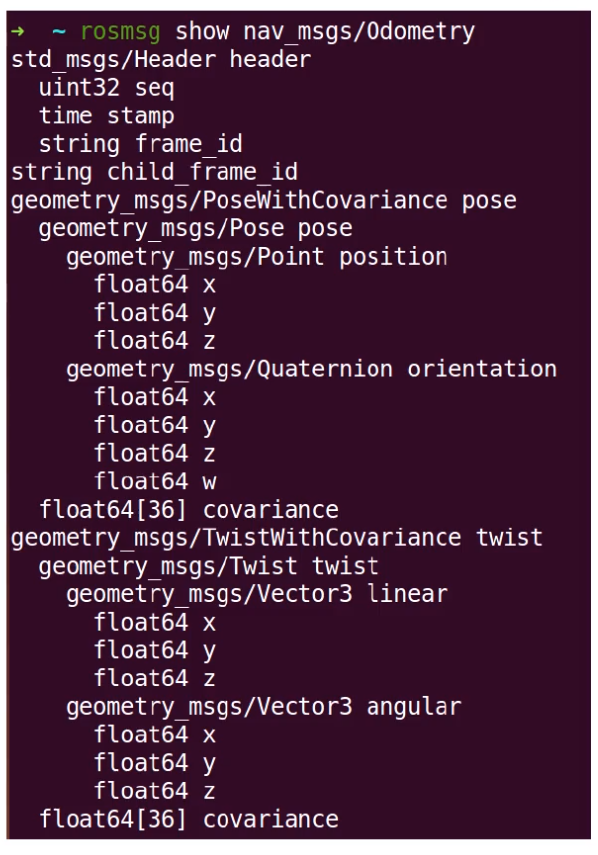 → ~ rosmsg show nav_msgs/Odometry
std_msgs/Header header
  uint32 seq
  time stamp
  string frame_id
string child_frame_id
geometry_msgs/PoseWithCovariance pose
  geometry_msgs/Pose pose
    geometry_msgs/Point position
      float64 x
      float64 y
      float64 z
    geometry_msgs/Quaternion orientation
      float64 x
      float64 y
      float64 z
      float64 w
  float64[36] covariance
geometry_msgs/TwistWithCovariance twist
  geometry_msgs/Twist twist
    geometry_msgs/Vector3 linear
      float64 x
      float64 y
      float64 z
    geometry_msgs/Vector3 angular
      float64 x
      float64 y
      float64 z
  float64[36] covariance